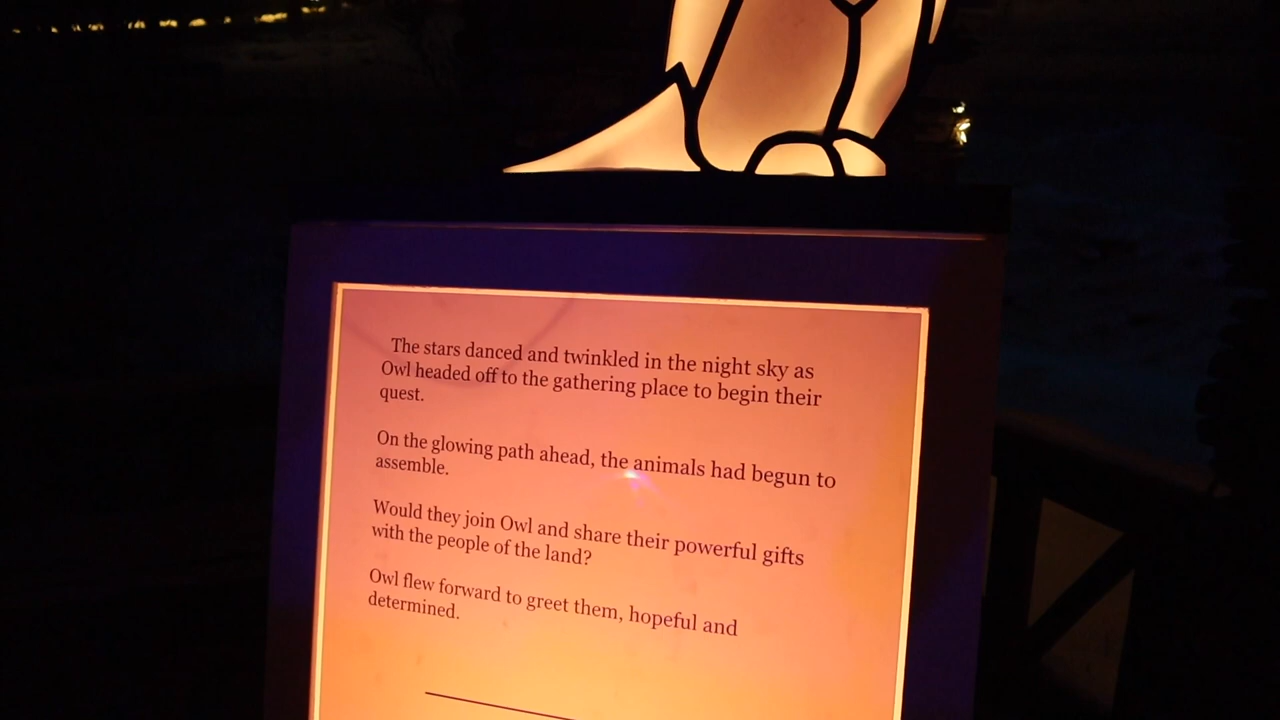 The stars danced and twinkled in the night sky as
Owl headed off to the gathering place to begin their
quest.
On the glowing path ahead, the animals had begun to
assemble.
Would they join Owl and share their powerful gifts
with the people of the land?
Owl flew forward to greet them, hopeful and
determined.